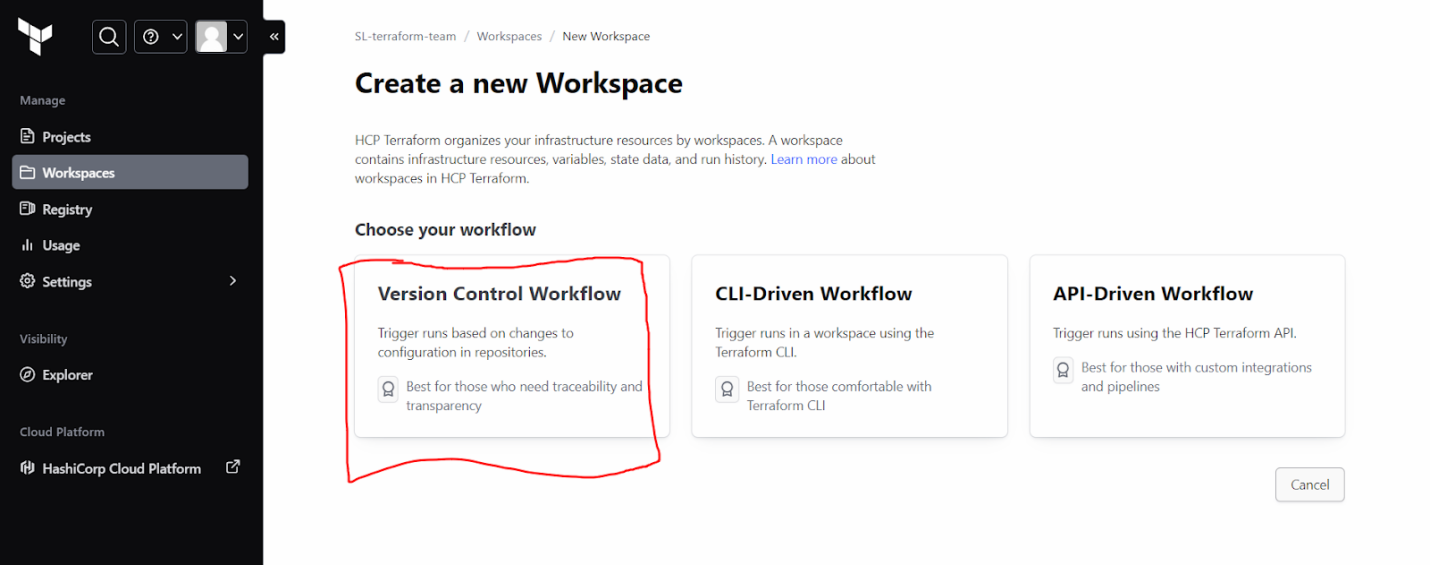 Manage
Projects
Workspaces
Registry
Usage
Settings
Visibility
Explorer
Cloud Platform
HashiCorp Cloud Platform
SL-terraform-team / Workspaces / New Workspace
Create a new Workspace
HCP Terraform organizes your infrastructure resources by workspaces. A workspace
contains infrastructure resources, variables, state data, and run history. Learn more about
workspaces in HCP Terraform.
Choose your workflow
Version Control Workflow
Trigger runs based on changes to
configuration in repositories.
Best for those who need traceability and
transparency
CLI-Driven Workflow
Trigger runs in a workspace using the
Terraform CLI.
Best for those comfortable with
Terraform CLI
API-Driven Workflow
Trigger runs using the HCP Terraform API.
Best for those with custom integrations
and pipelines
Cancel